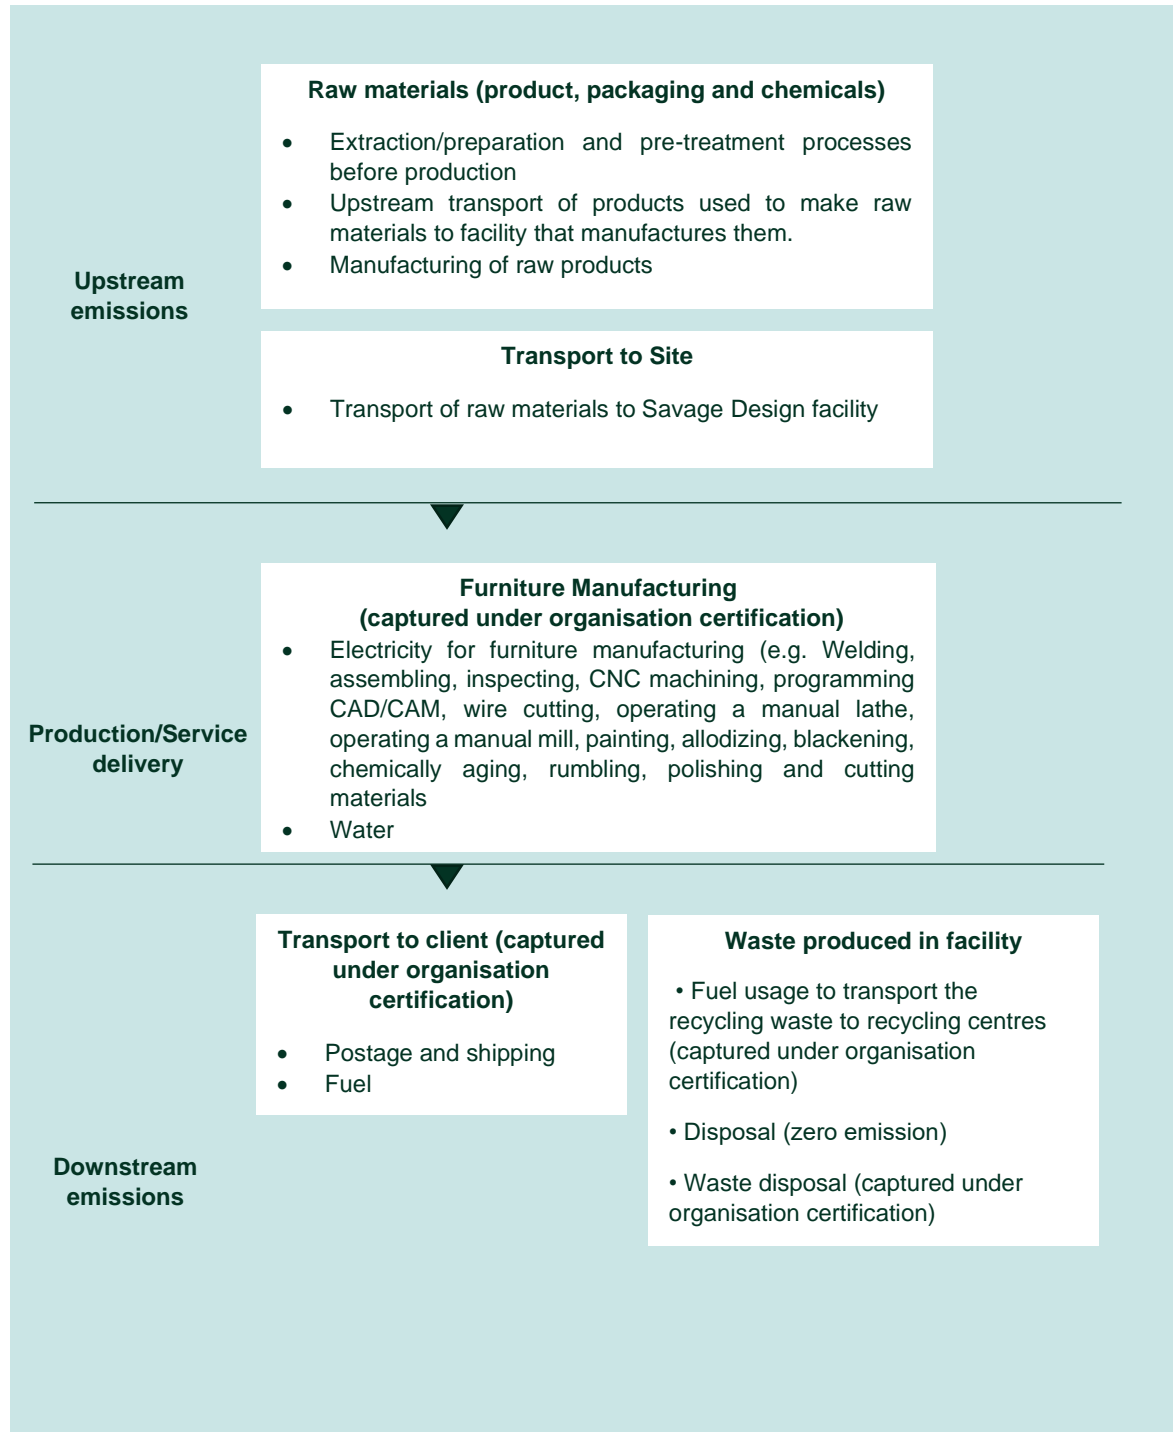 Raw materials (product, packaging and chemicals)
• Extraction/preparation and pre-treatment processes
before production
• Upstream transport of products used to make raw
materials to facility that manufactures them.
• Manufacturing of raw products
Upstream
emissions
Transport to Site
• Transport of raw materials to Savage Design facility
Furniture Manufacturing
(captured under organisation certification)
• Electricity for furniture manufacturing (e.g. Welding,
assembling, inspecting, CNC machining, programming
CAD/CAM, wire cutting, operating a manual lathe,
operating a manual mill, painting, allodizing, blackening,
chemically aging, rumbling, polishing and cutting
materials
• Water
Production/Service
delivery
Transport to client (captured
under organisation
certification)
• Postage and shipping
• Fuel
Waste produced in facility
• Fuel usage to transport the
recycling waste to recycling centres
(captured under organisation
certification)
• Disposal (zero emission)
• Waste disposal (captured under
organisation certification)
Downstream
emissions